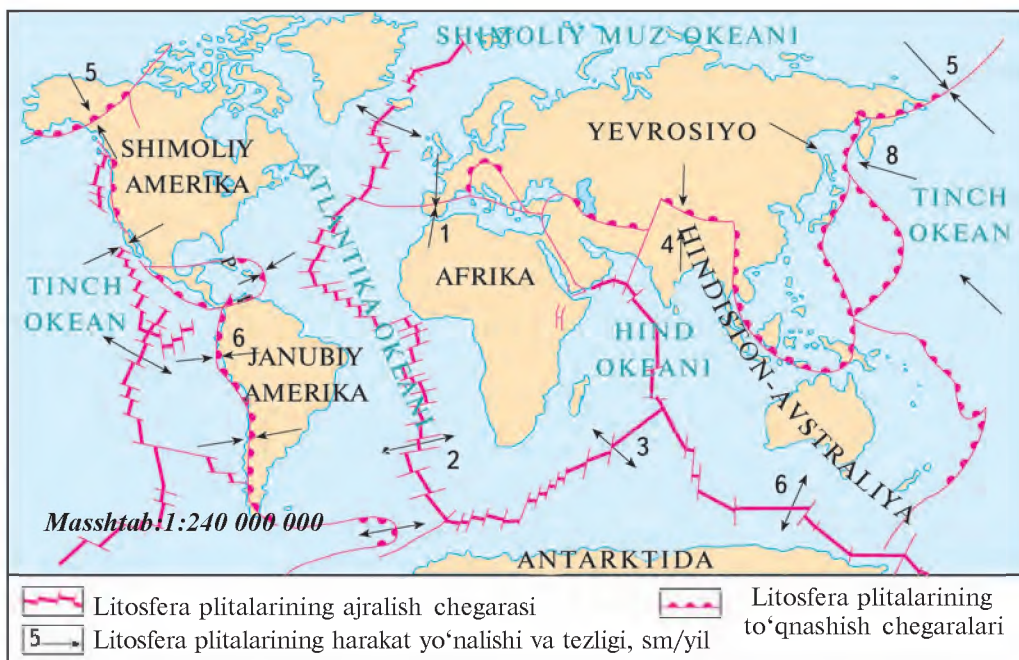 SHIMOLIY MUZ OKEANI
5
5
YEVROSIYO
SHIMOLIY
AMERIKA
8
TINCH
OKEAN
ATLANTIKA OKEANI
1
4
HINDISTON-AVSTRALIYA
AFRIKA
TINCH
OKEAN
HIND
OKEANI
6
JANUBIY
AMERIKA
2
3
6
Masshtab:1:240 000 000
ANTARKTIDA
Litosfera plitalarining ajralish chegarasi
5 Litosfera plitalarining harakat yo‘nalishi va tezligi, sm/yil
Litosfera plitalarining
to‘qnashish chegaralari